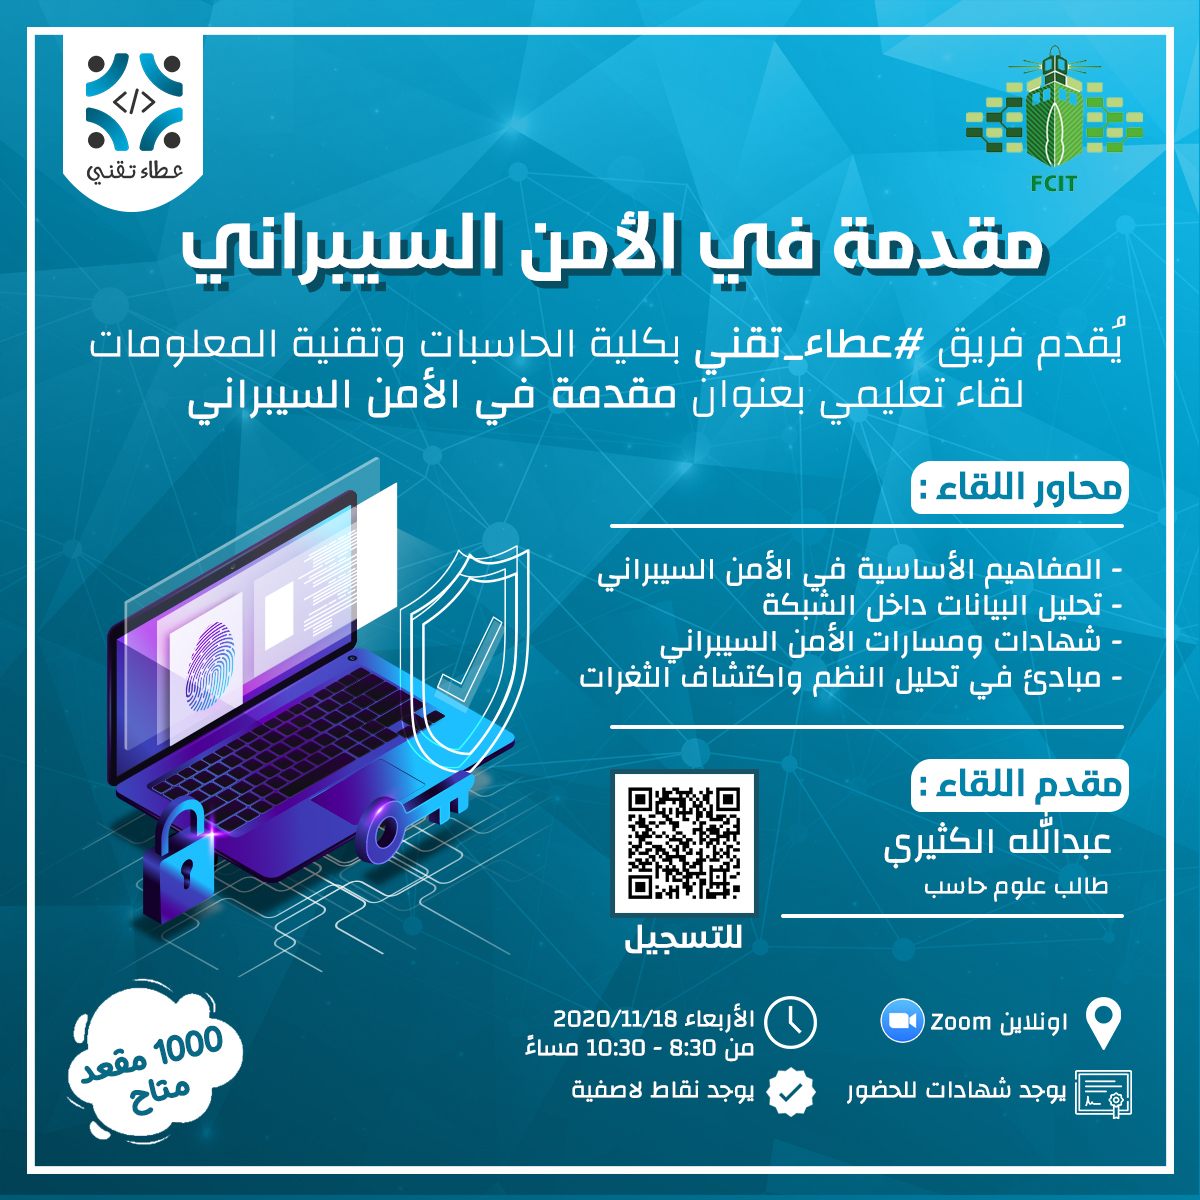 عطاء تقني
FCIT
مقدمة في الأمن السيبراني
يُقدم فريق #عطاء_تقني بكلية الحاسبات وتقنية المعلومات
لقاء تعليمي بعنوان مقدمة في الأمن السيبراني
محاور اللقاء :
- المفاهيم الأساسية في الأمن السيبراني
- تحليل البيانات داخل الشبكة
- شهادات ومسارات الأمن السيبراني
- مبادئ في تحليل النظم واكتشاف الثغرات
مقدم اللقاء :
عبدالله الكثيري
طالب علوم حاسب
للتسجيل
اونلاين Zoom
الأربعاء 2020/11/18
من 8:30 - 10:30 مساءً
يوجد شهادات للحضور
يوجد نقاط لاصفية
1000 مقعد
متاح